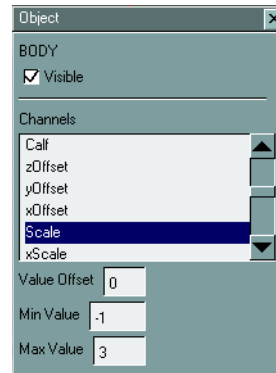 Object
BODY
Visible
Channels
Calf
zOffset
yOffset
xOffset
Scale
xScale
Value Offset 0
Min Value -1
Max Value 3